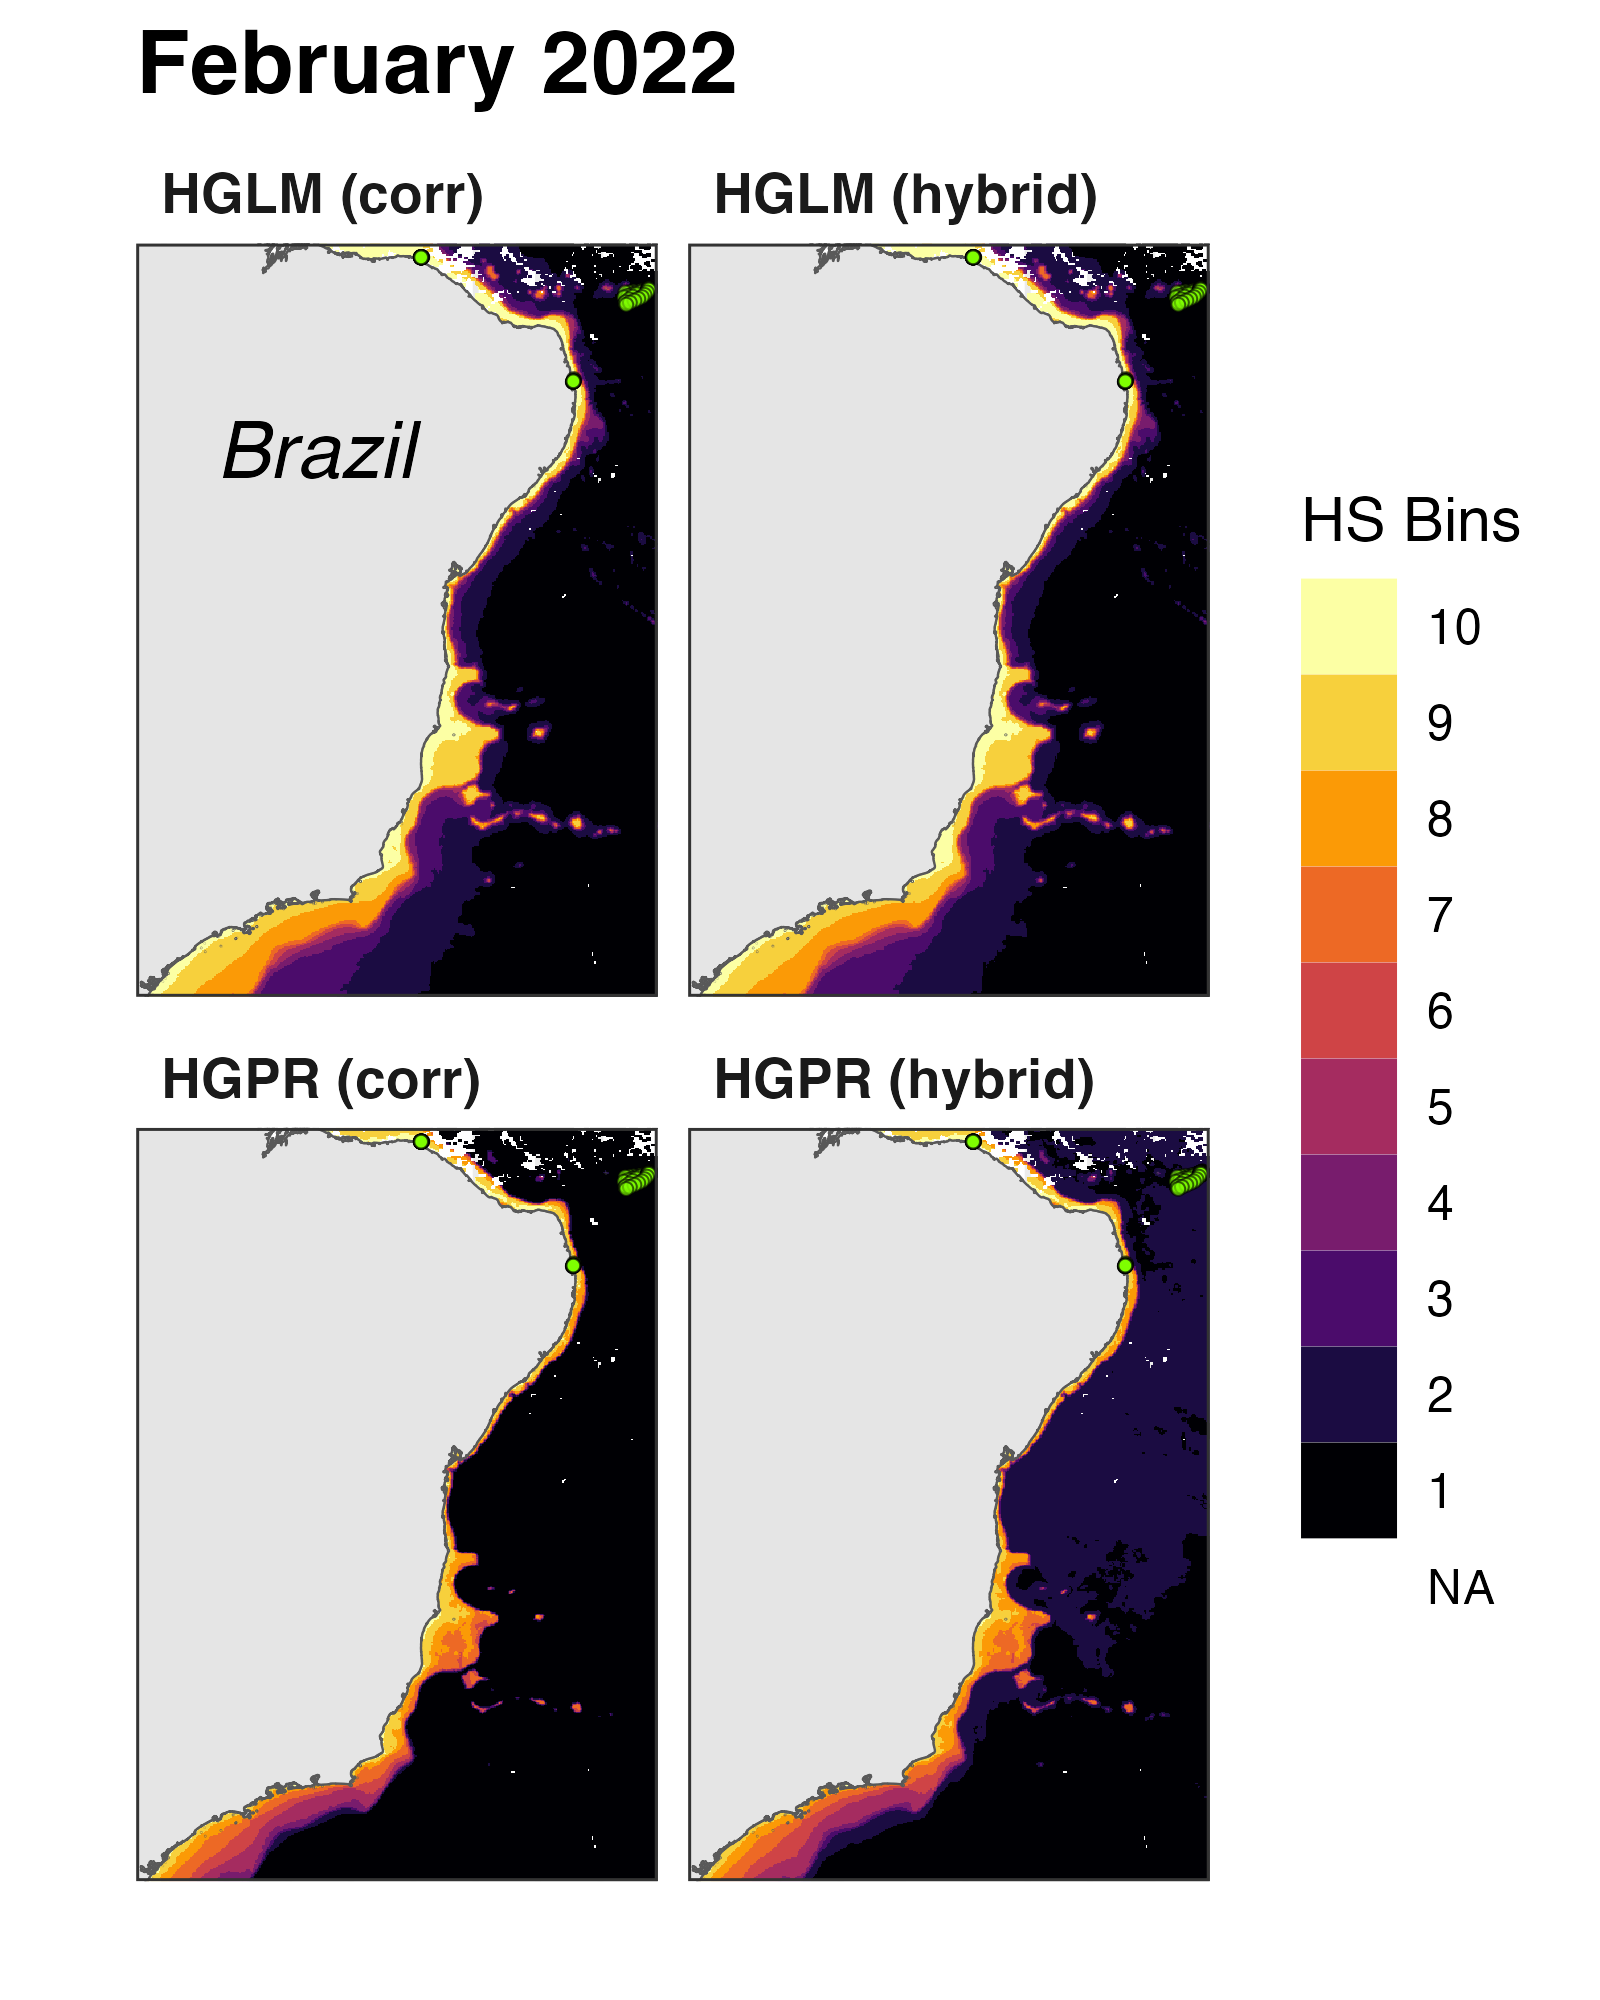 February 2022
HGLM (corr)
HGLM (hybrid)
Brazil
HGPR (corr)
HGPR (hybrid)
HS Bins
10
9
8
7
6
5
4
3
2
1
NA